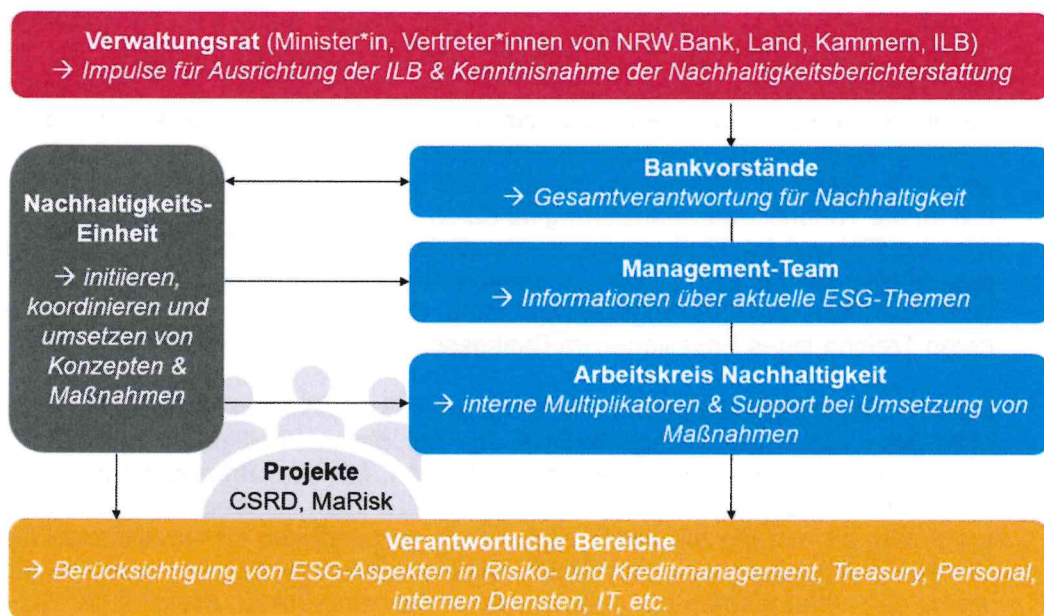 Verwaltungsrat (Minister*in, Vertreter*innen von NRW.Bank, Land, Kammern, ILB)
→ Impulse für Ausrichtung der ILB & Kenntnisnahme der Nachhaltigkeitsberichterstattung
Nachhaltigkeits-
Einheit
→ initiieren,
koordinieren und
umsetzen von
Konzepten &
Maßnahmen
Bankvorstände
→ Gesamtverantwortung für Nachhaltigkeit
Management-Team
→ Informationen über aktuelle ESG-Themen
Arbeitskreis Nachhaltigkeit
→ interne Multiplikatoren & Support bei Umsetzung von
Maßnahmen
Projekte
CSRD, MaRisk
Verantwortliche Bereiche
→ Berücksichtigung von ESG-Aspekten in Risiko- und Kreditmanagement, Treasury, Personal,
internen Diensten, IT, etc.